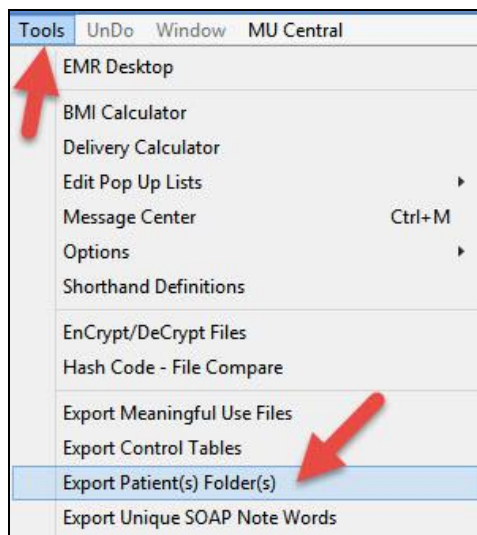 Tools UnDo Window MU Central
EMR Desktop
BMI Calculator
Delivery Calculator
Edit Pop Up Lists
Message Center Ctrl+M
Options
Shorthand Definitions
EnCrypt/DeCrypt Files
Hash Code - File Compare
Export Meaningful Use Files
Export Control Tables
Export Patient(s) Folder(s)
Export Unique SOAP Note Words